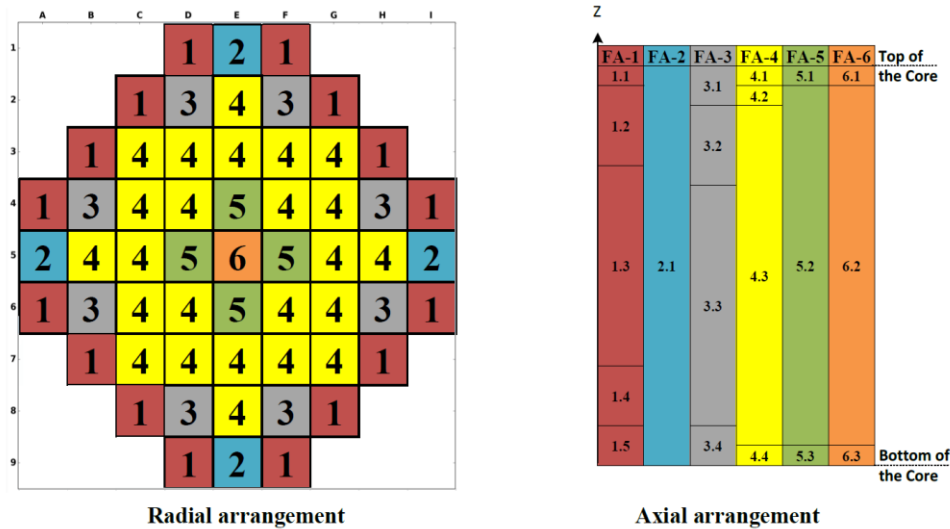 A B C D E F G H I
1 1 2 1
2 1 3 4 3 1
3 1 4 4 4 4 4 1
4 1 3 4 4 5 4 4 3 1
5 2 4 4 5 6 5 4 4 2
6 1 3 4 4 5 4 4 3 1
7 1 4 4 4 4 4 1
8 1 3 4 3 1
9 1 2 1
Radial arrangement
Z
FA-1 FA-2 FA-3 FA-4 FA-5 FA-6 Top of
1.1 3.1 4.1 5.1 6.1 the Core
4.2
1.2
3.2
1.3 2.1 4.3 5.2 6.2
3.3
1.4
1.5 3.4
4.4 5.3 6.3 Bottom of
the Core
Axial arrangement